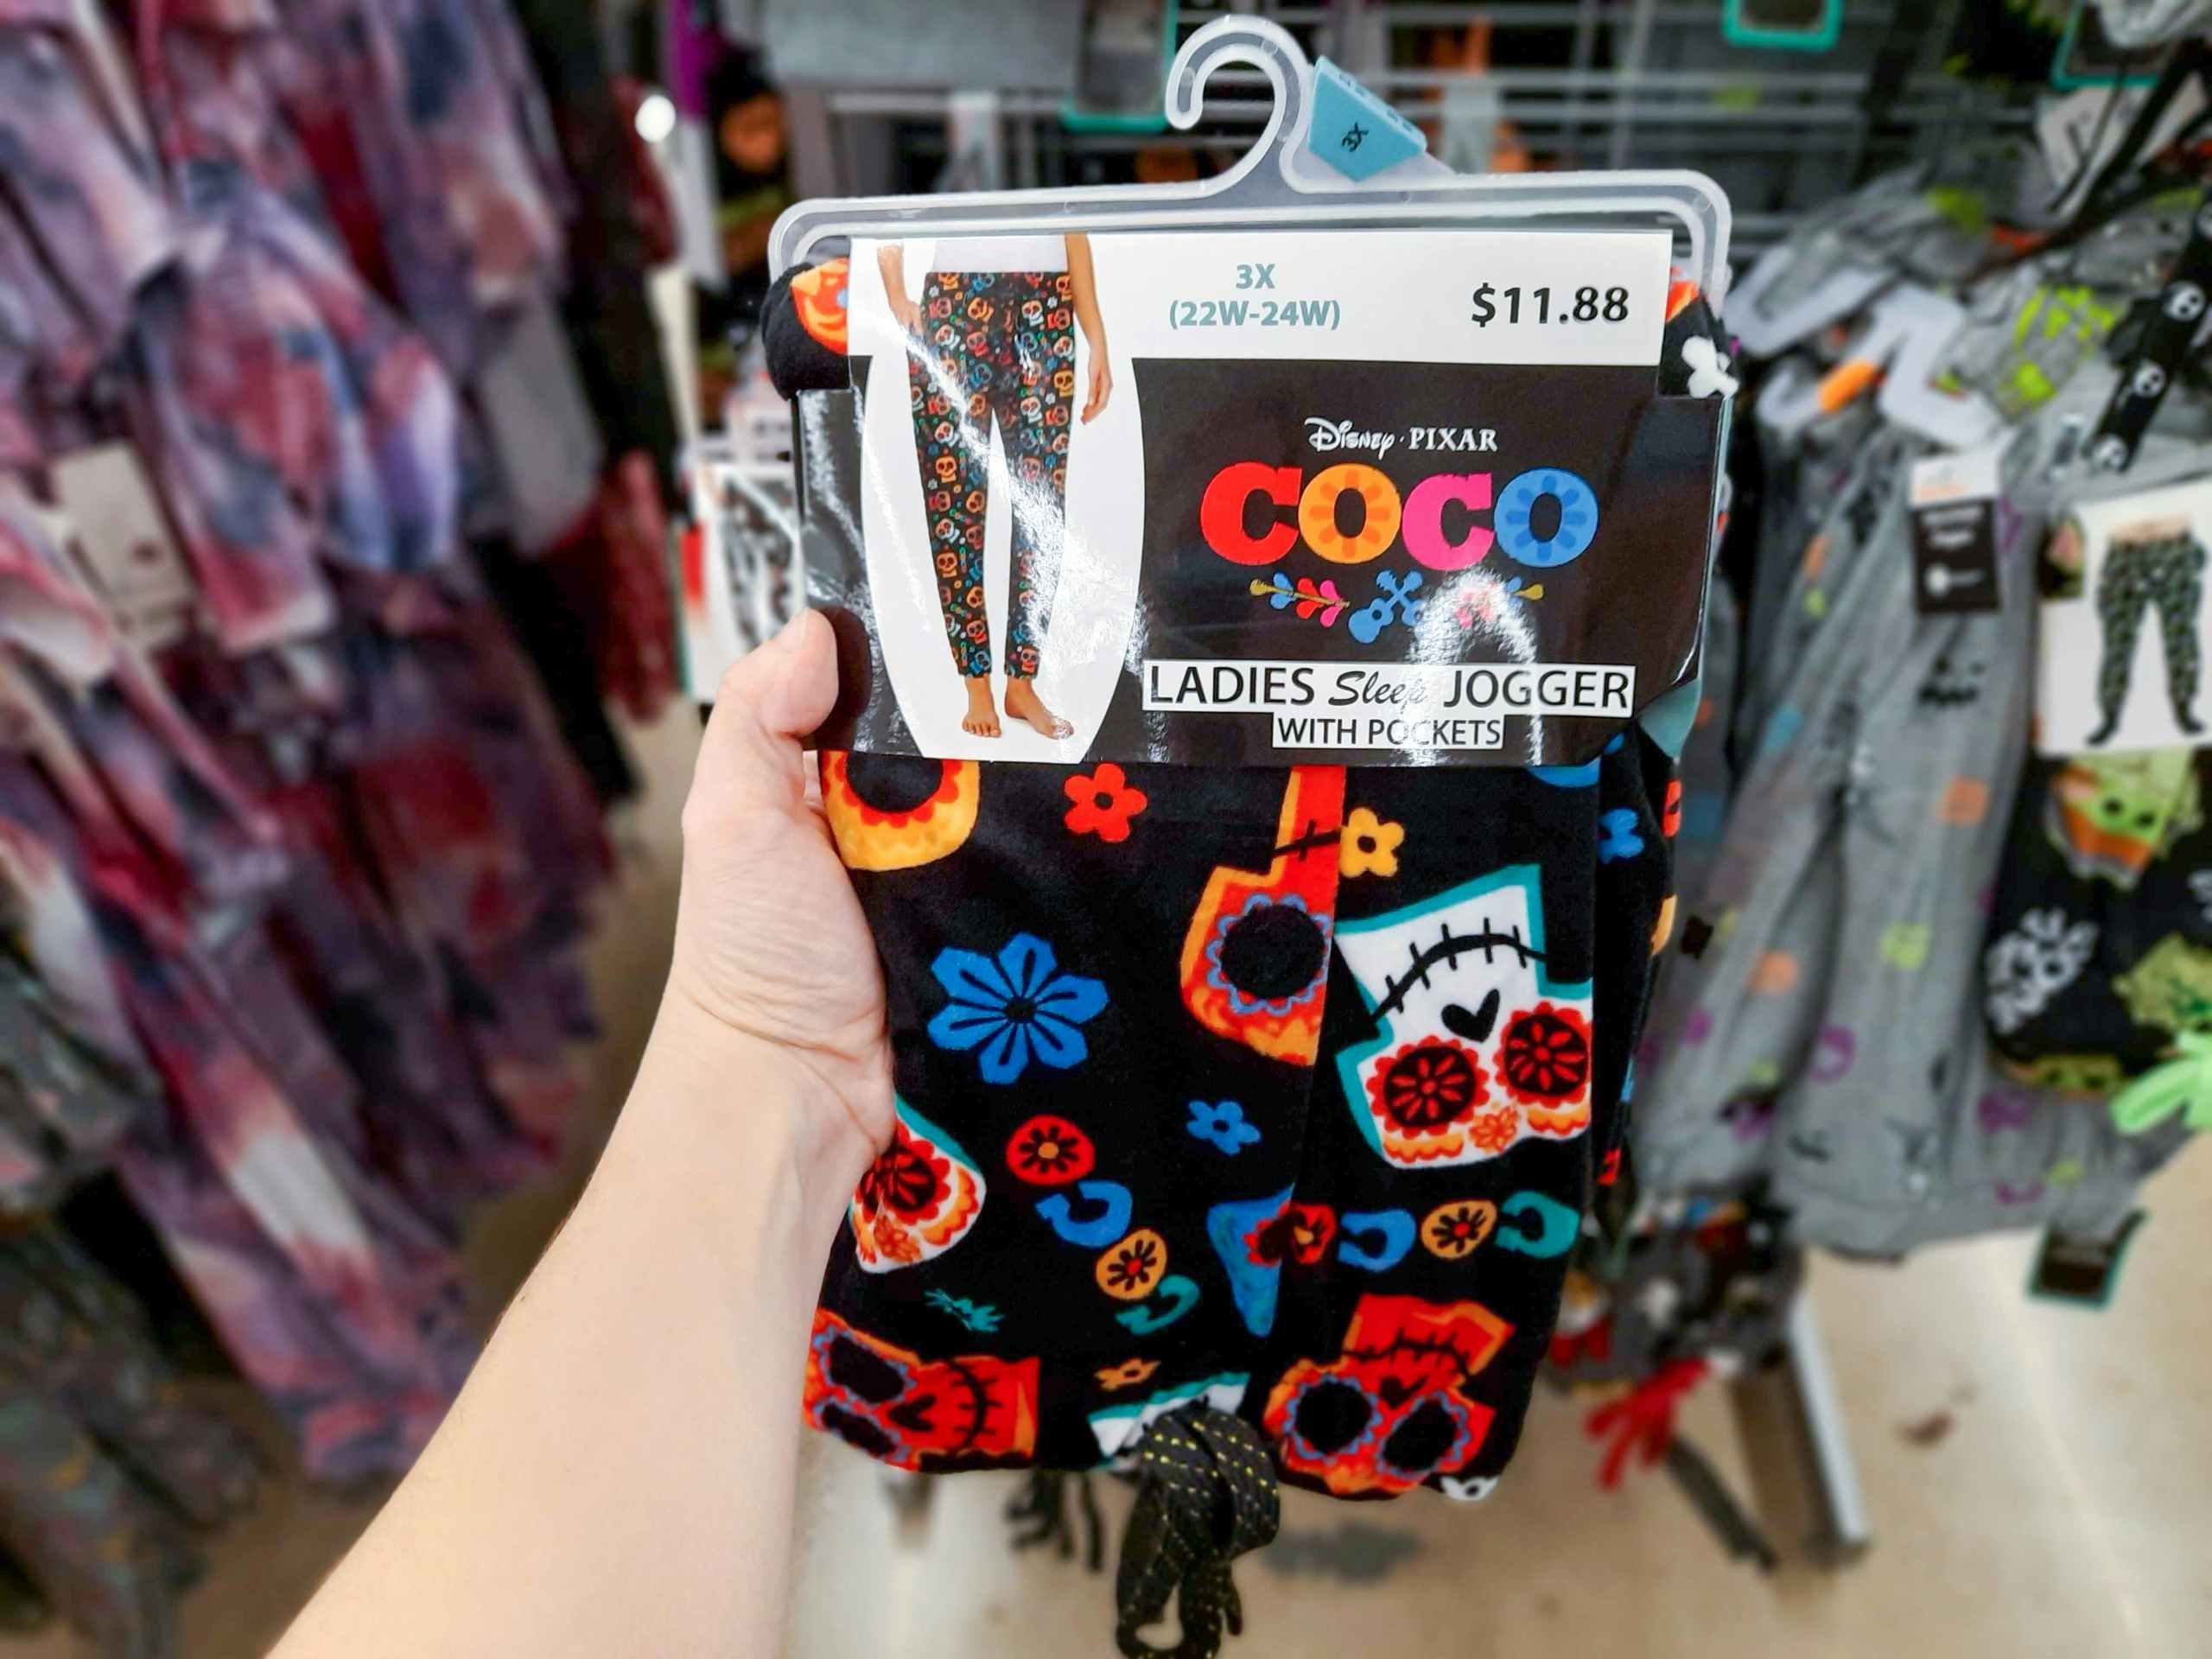 3X
3X
(22W-24W)
$11.88
Disney · PIXAR
COCO
LADIES Sleep JOGGER
WITH POCKETS